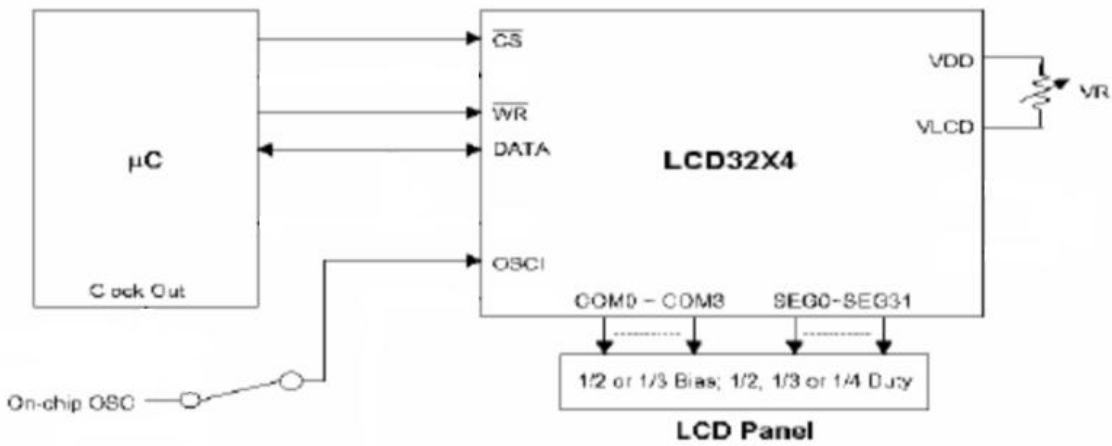 CS
VDD
VR
WR
VLCD
µC
DATA
LCD32X4
OSCI
Clock Out
COM0 - COM3 SEG0-SEG31
1/2 or 1/3 Bias; 1/2, 1/3 or 1/4 Duty
On-chip OSC
LCD Panel